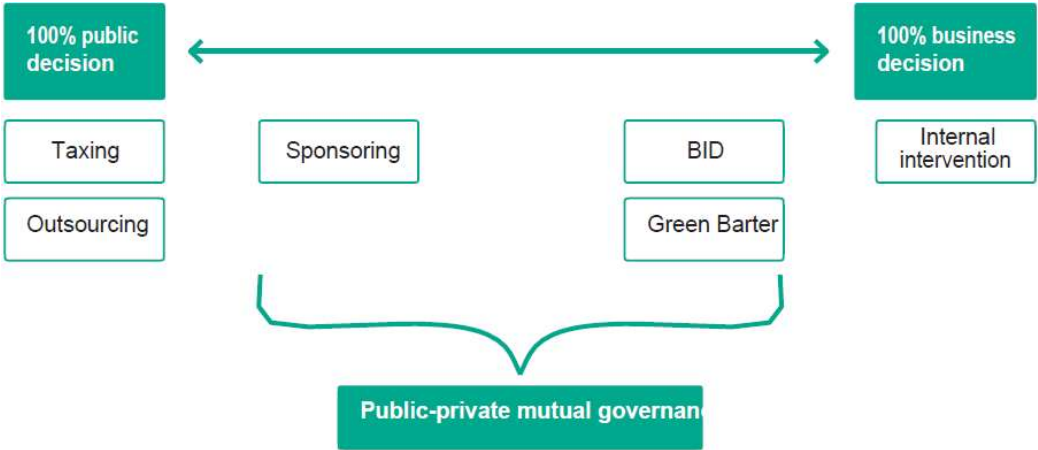 100% public
decision
100% business
decision
Taxing
Sponsoring
BID
Internal
intervention
Outsourcing
Green Barter
Public-private mutual governan